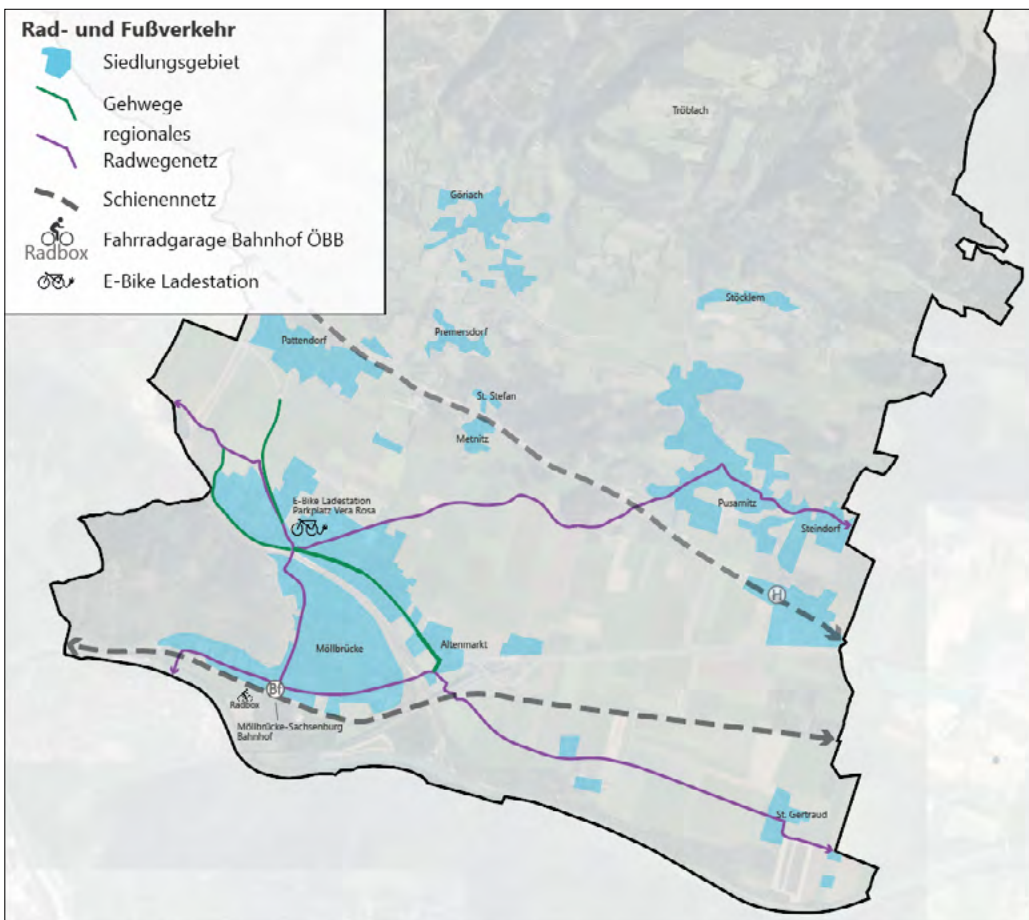 Rad- und Fußverkehr
Siedlungsgebiet
Gehwege
regionales
Radwegenetz
Schienennetz
Radbox
Fahrradgarage Bahnhof ÖBB
E-Bike Ladestation
Tröblach
Göriach
Stöcklern
Premersdorf
Pattendorf
St. Stefan
Metnitz
E-Bike Ladestation
Parkplatz Vera Rosa
Pusarnitz
Steindorf
H
Altenmarkt
Möllbrücke
Bf
Radbox
Möllbrücke-Sachsenburg
Bahnhof
St. Gertraud